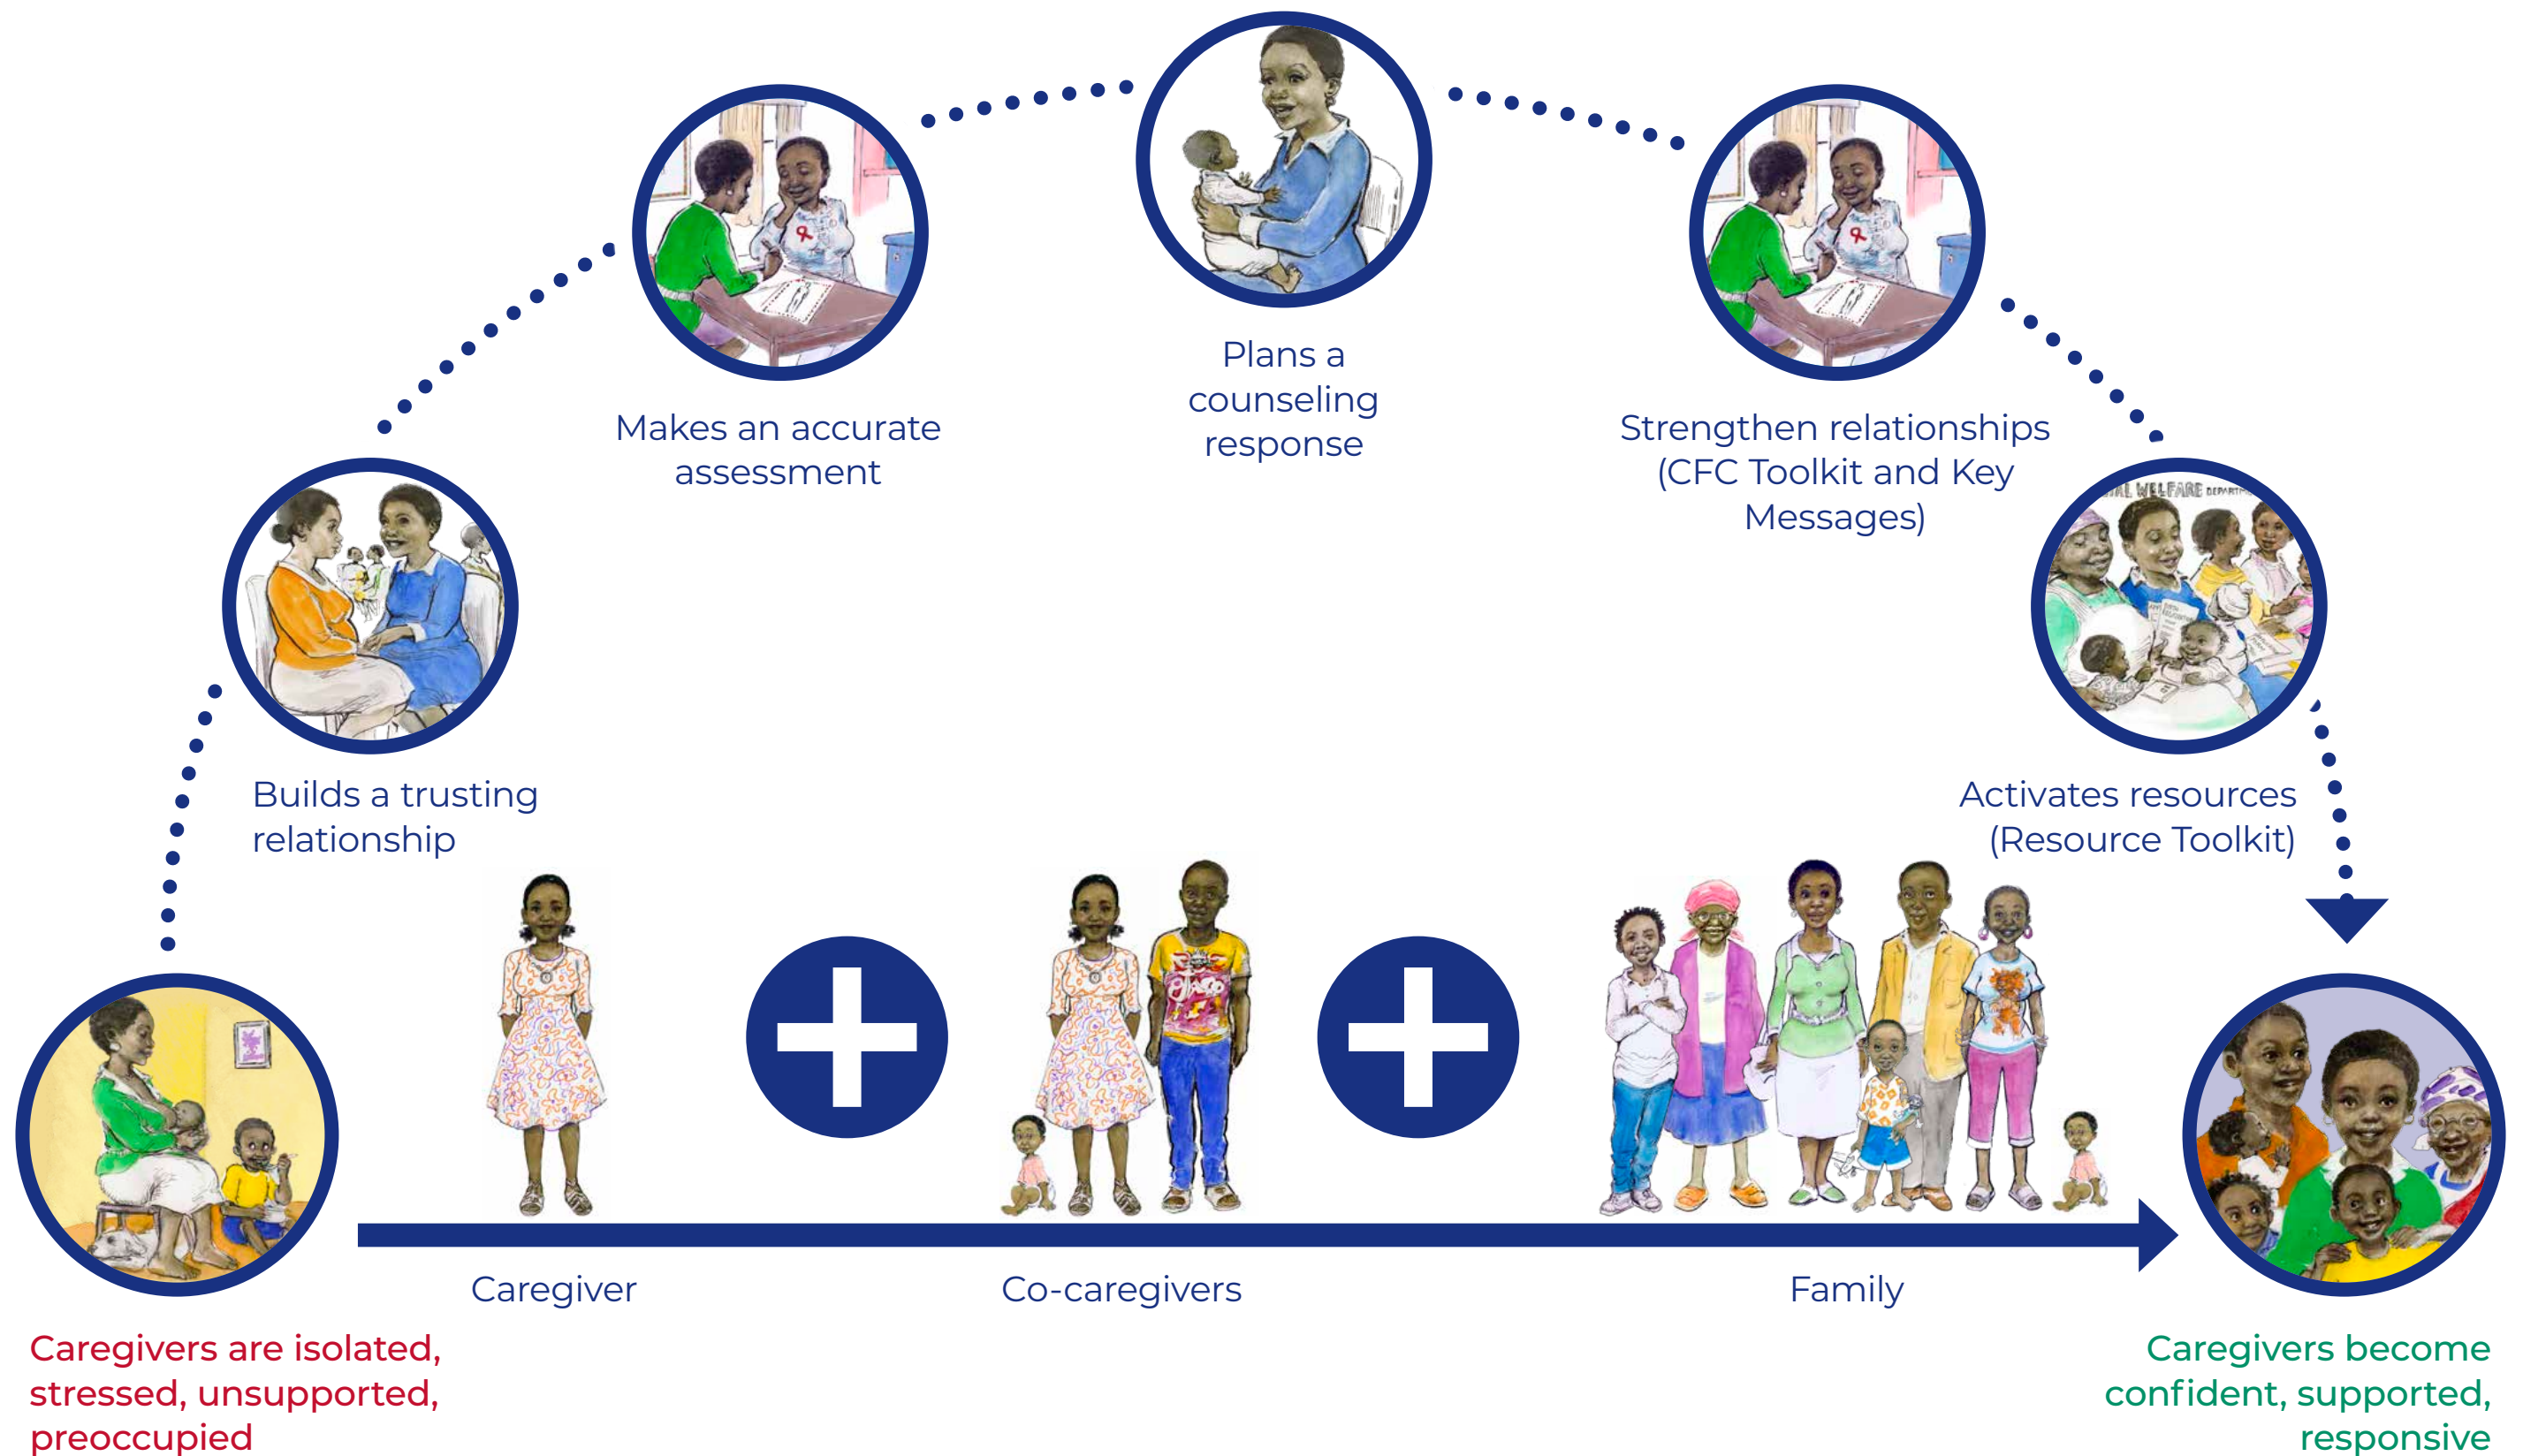 Plans a
counseling
response
Makes an accurate
assessment
Strengthen relationships
(CFC Toolkit and Key
Messages)
WELFARE
Builds a trusting
relationship
Activates resources
(Resource Toolkit)
Caregiver
Co-caregivers
Family
Caregivers are isolated,
stressed, unsupported,
preoccupied
Caregivers become
confident, supported,
responsive